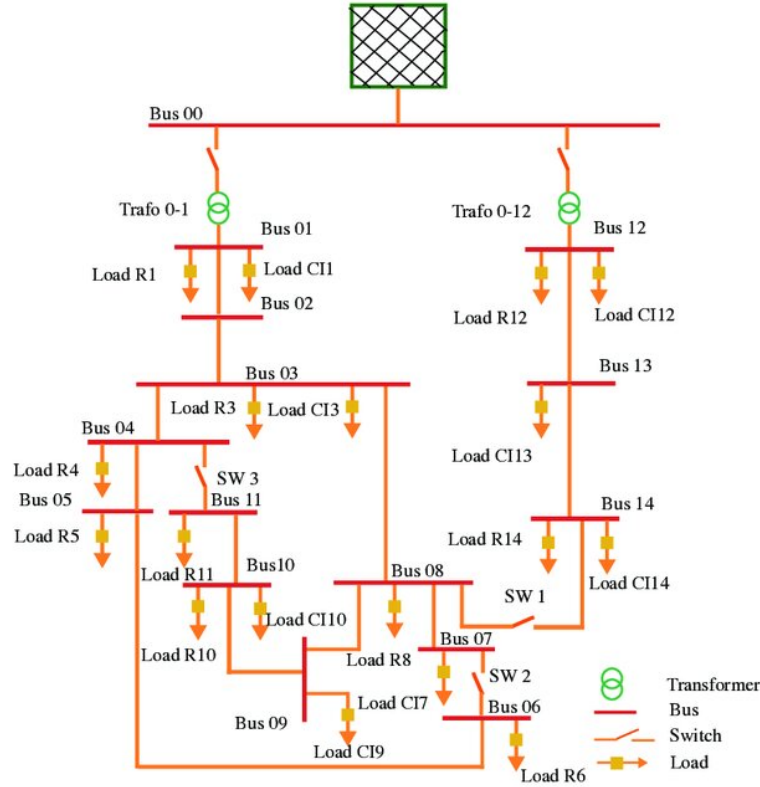 Bus 00
Trafo 0-1
Trafo 0-12
Bus 01
Bus 12
Load R1
Load CI1
Bus 02
Load R12
Load CI12
Bus 03
Bus 13
Load R3
Load CI3
Bus 04
Load CI13
Load R4
SW 3
Bus 05
Bus 11
Bus 14
Load R5
Load R14
Load R11
Bus10
Bus 08
Load CI14
SW 1
Load CI10
Load R10
Load R8
Bus 07
SW 2
Load CI7
Bus 06
Bus 09
Load CI9
Load R6
Transformer
Bus
Switch
Load